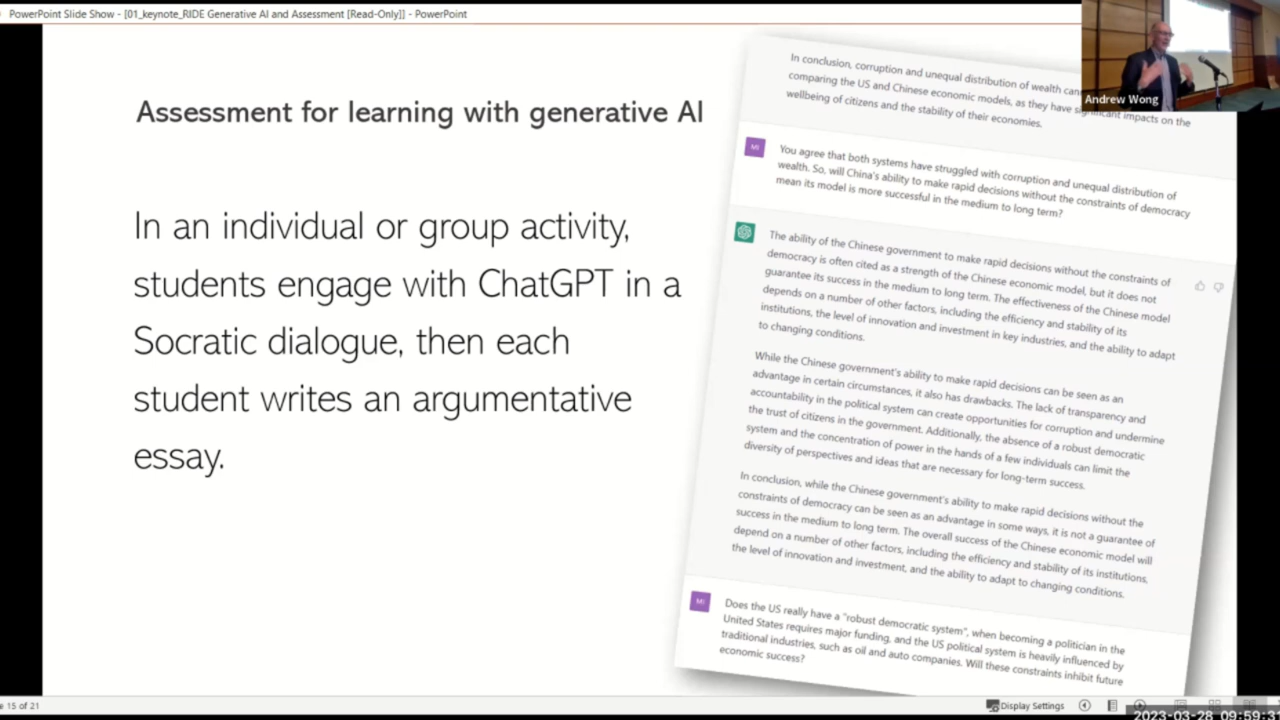 PowerPoint Slide Show - [01_keynote_RIDE Generative AI and Assessment [Read-Only]] - PowerPoint
Andrew Wong
Assessment for learning with generative AI
In an individual or group activity,
students engage with ChatGPT in a
Socratic dialogue, then each
student writes an argumentative
essay.
In conclusion, corruption and unequal distribution of wealth can
comparing the US and Chinese economic models, as they have significant impacts on the
wellbeing of citizens and the stability of their economies.
MI
You agree that both systems have struggled with corruption and unequal distribution of
wealth. So, will China's ability to make rapid decisions without the constraints of democracy
mean its model is more successful in the medium to long term?
The ability of the Chinese government to make rapid decisions without the constraints of
democracy is often cited as a strength of the Chinese economic model, but it does not
guarantee its success in the medium to long term. The effectiveness of the Chinese model
depends on a number of other factors, including the efficiency and stability of its
institutions, the level of innovation and investment in key industries, and the ability to adapt
to changing conditions.
While the Chinese government's ability to make rapid decisions can be seen as an
advantage in certain circumstances, it also has drawbacks. The lack of transparency and
accountability in the political system can create opportunities for corruption and undermine
the trust of citizens in the government. Additionally, the absence of a robust democratic
system and the concentration of power in the hands of a few individuals can limit the
diversity of perspectives and ideas that are necessary for long-term success.
In conclusion, while the Chinese government's ability to make rapid decisions without the
constraints of democracy can be seen as an advantage in some ways, it is not a guarantee of
success in the medium to long term. The overall success of the Chinese economic model will
depend on a number of other factors, including the efficiency and stability of its institutions,
the level of innovation and investment, and the ability to adapt to changing conditions.
MI
Does the US really have a "robust democratic system", when becoming a politician in the
United States requires major funding, and the US political system is heavily influenced by
traditional industries, such as oil and auto companies. Will these constraints inhibit future
economic success?
15 of 21
Display Settings